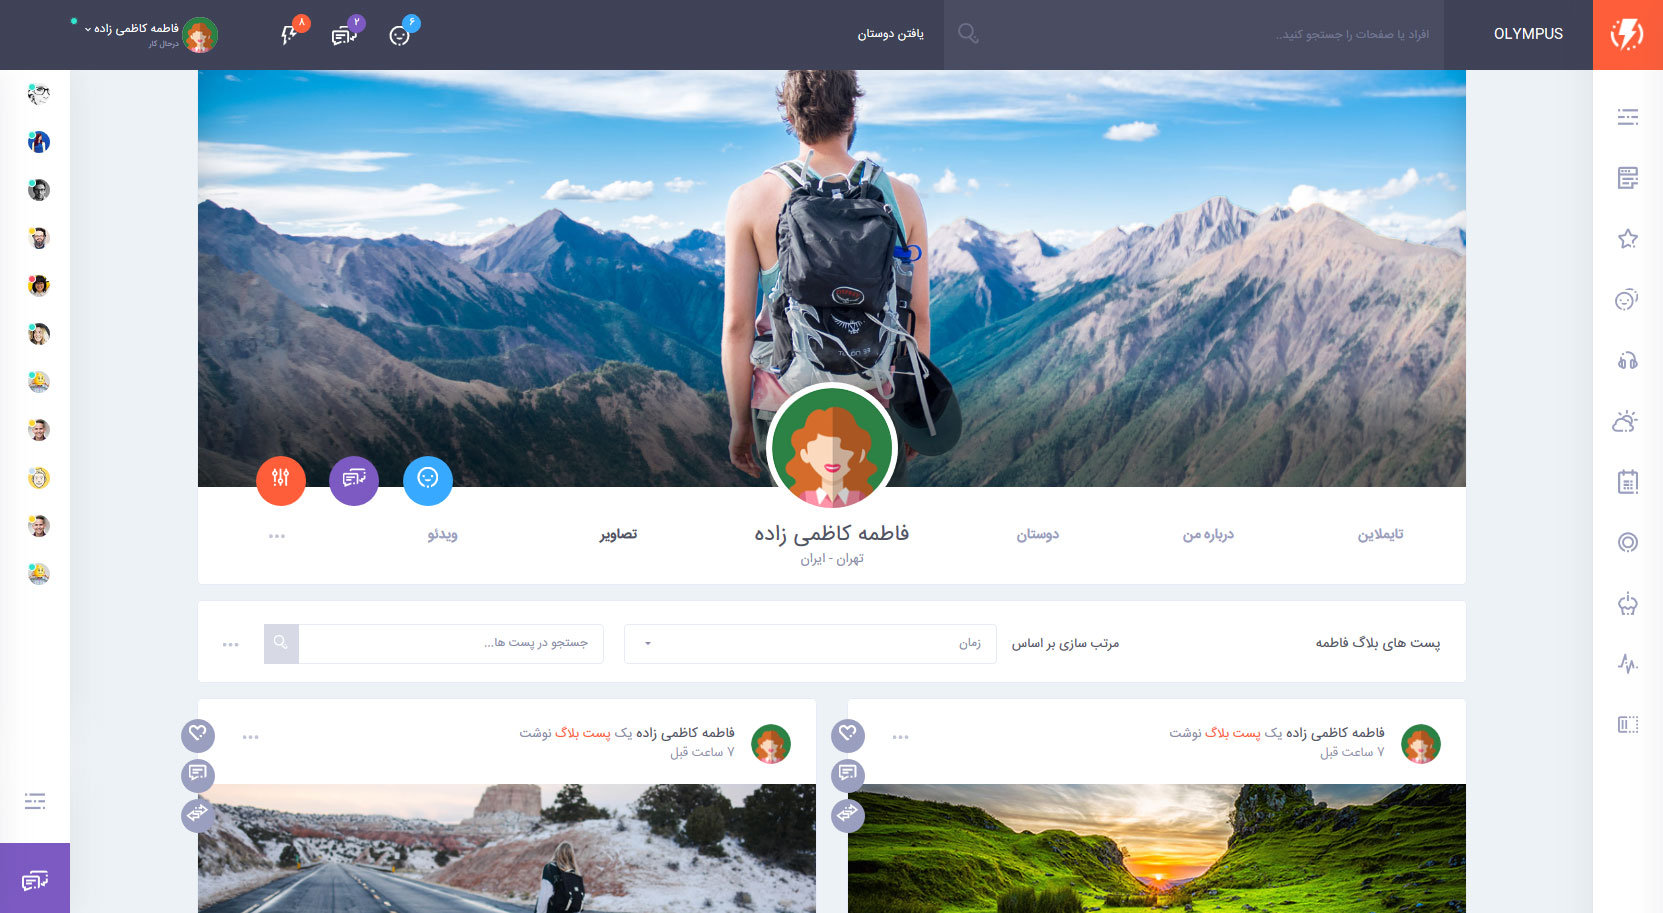 OLYMPUS
افراد یا صفحات را جستجو کنید..
یافتن دوستان
۶
۲
۸
فاطمه کاظمی زاده
درحال کار
تایملاین
درباره من
دوستان
فاطمه کاظمی زاده
تهران - ایران
تصاویر
ویدئو
پست های بلاگ فاطمه
مرتب سازی بر اساس
زمان
جستجو در پست ها...
فاطمه کاظمی زاده یک پست بلاگ نوشت
۷ ساعت قبل
فاطمه کاظمی زاده یک پست بلاگ نوشت
۷ ساعت قبل